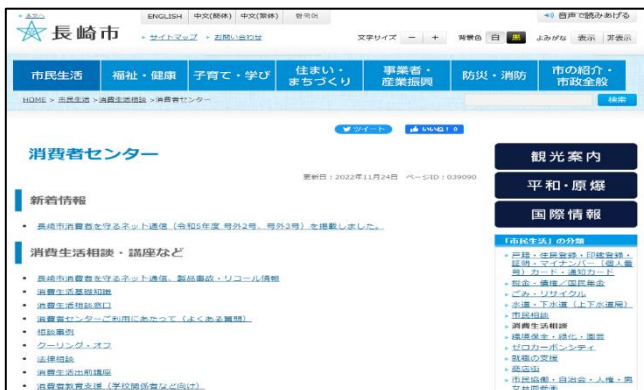 本文へ
ENGLISH 中文(簡体) 中文(繁体) 한국어
音声で読みあげる
長崎市
サイトマップ お問い合わせ
文字サイズ － ＋ 背景色 白 黒 よみがな 表示 非表示
市民生活 福祉・健康 子育て・学び 住まい・まちづくり 事業者・産業振興 防災・消防 市の紹介・市政全般
HOME > 市民生活 > 消費生活相談 > 消費者センター
検索
ツイート いいね！ 0
消費者センター
更新日：2022年11月24日 ページID：039090
新着情報
長崎市消費者を守るネット通信（令和5年度 号外2号、号外3号）を掲載しました。
消費生活相談・講座など
長崎市消費者を守るネット通信、製品事故・リコール情報
消費生活基礎知識
消費生活相談窓口
消費者センターご利用にあたって（よくある質問）
相談事例
クーリング・オフ
法律相談
消費生活出前講座
消費者教育支援（学校関係者など向け）
観光案内
平和・原爆
国際情報
「市民生活」の分類
戸籍・住民登録・印鑑登録・
証明・マイナンバー（個人番
号）カード・通知カード
税金・債権／国民年金
ごみ・リサイクル
水道・下水道（上下水道局）
市民相談
消費生活相談
環境保全・緑化・園芸
ゼロカーボンシティ
就職の支援
商店街
市民協働・自治会・人権・男
女共同参画